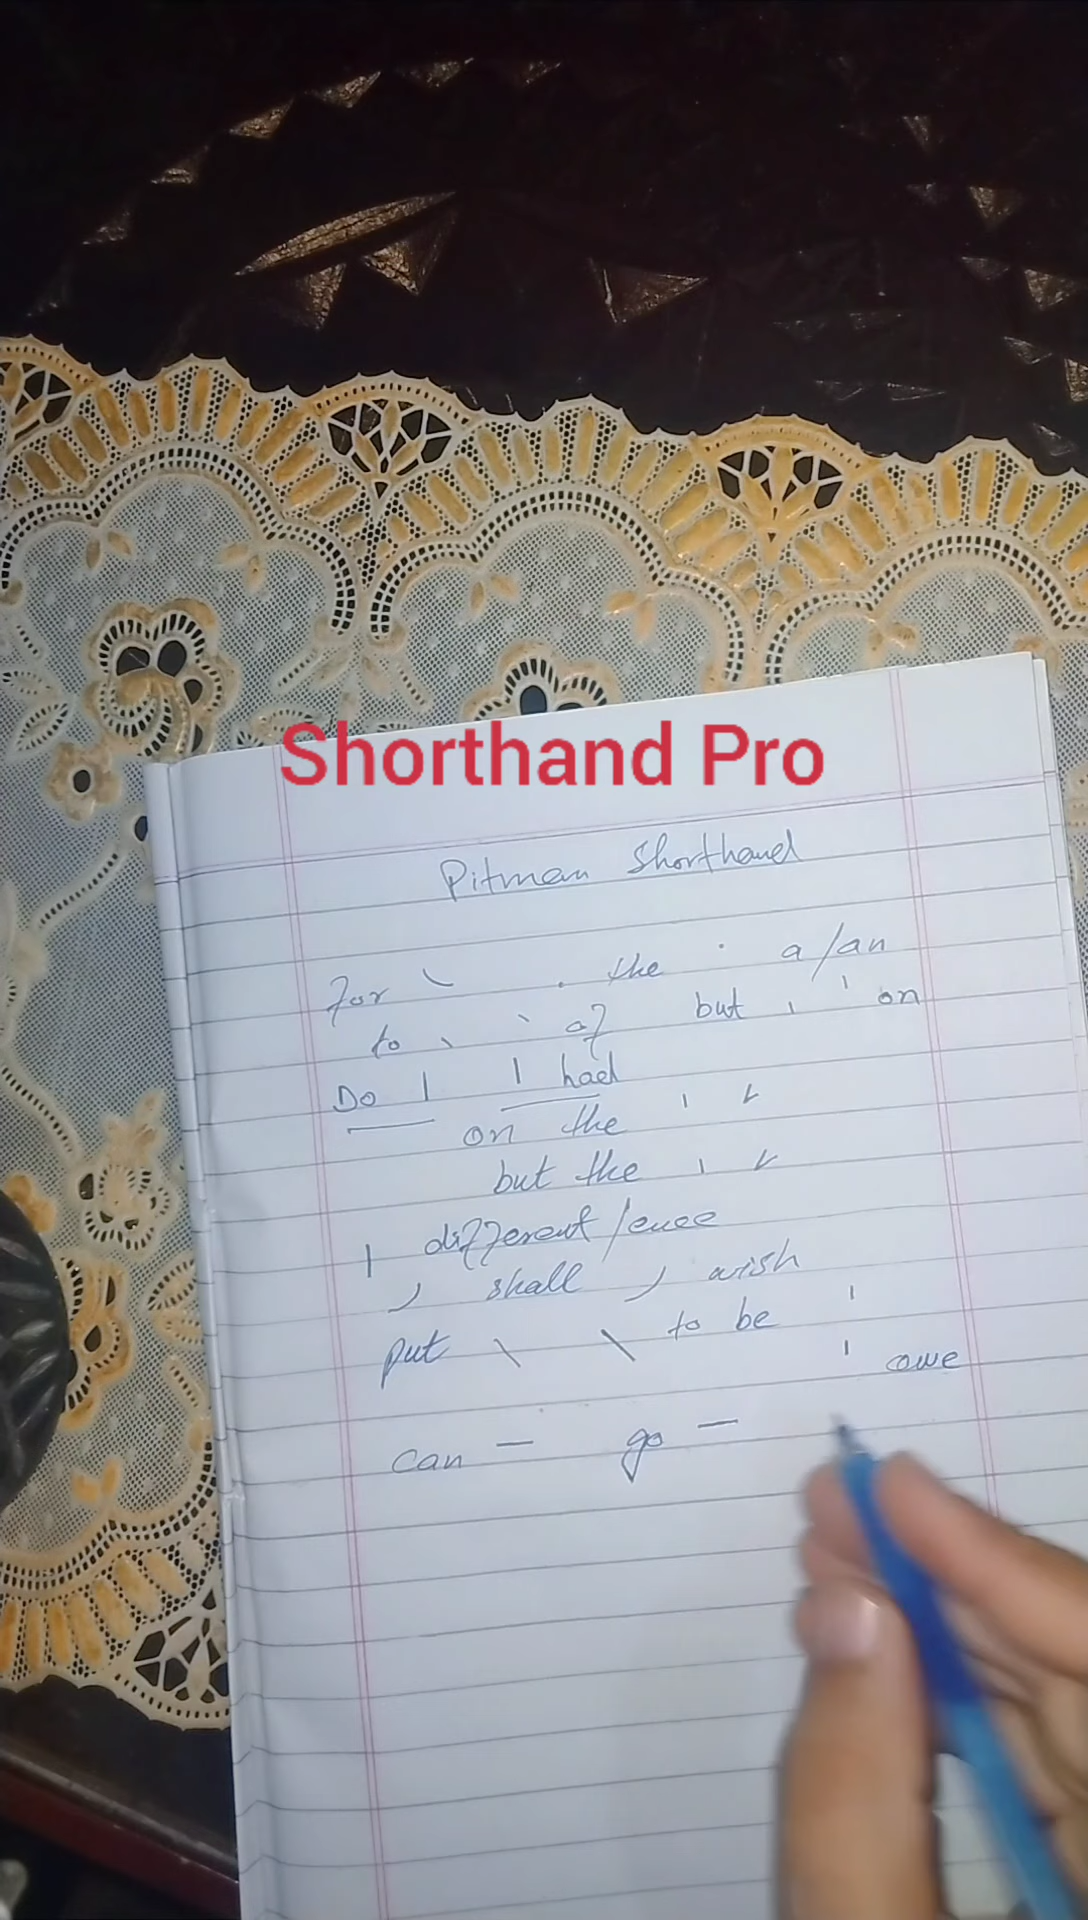 Shorthand Pro
Pitman Shorthand
For the a/an
to of but on
Do had
on the
but the
different/ence
shall wish
put to be
owe
can go